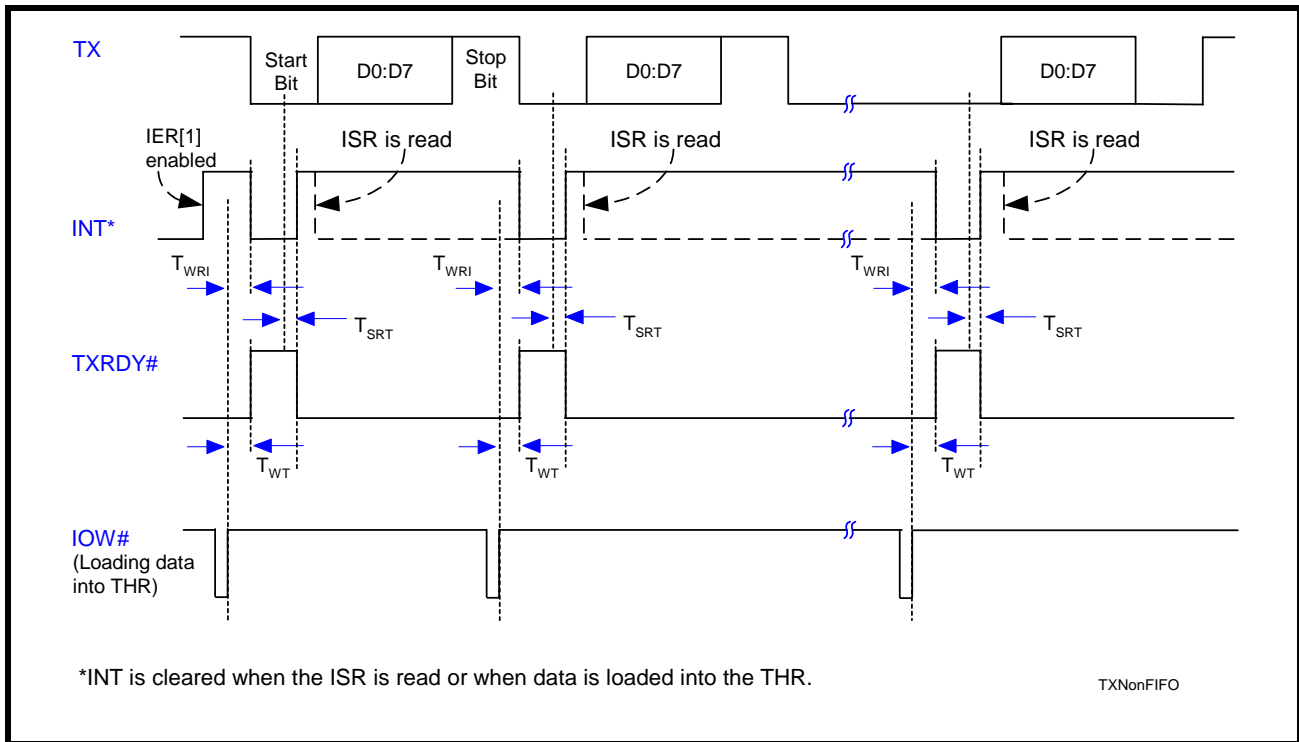 TX
Start
Bit
D0:D7
Stop
Bit
D0:D7
D0:D7
IER[1]
enabled
ISR is read
ISR is read
ISR is read
INT*
TWRI
TWRI
TWRI
TSRT
TSRT
TSRT
TXRDY#
TWT
TWT
TWT
IOW#
(Loading data
into THR)
*INT is cleared when the ISR is read or when data is loaded into the THR.
TXNonFIFO